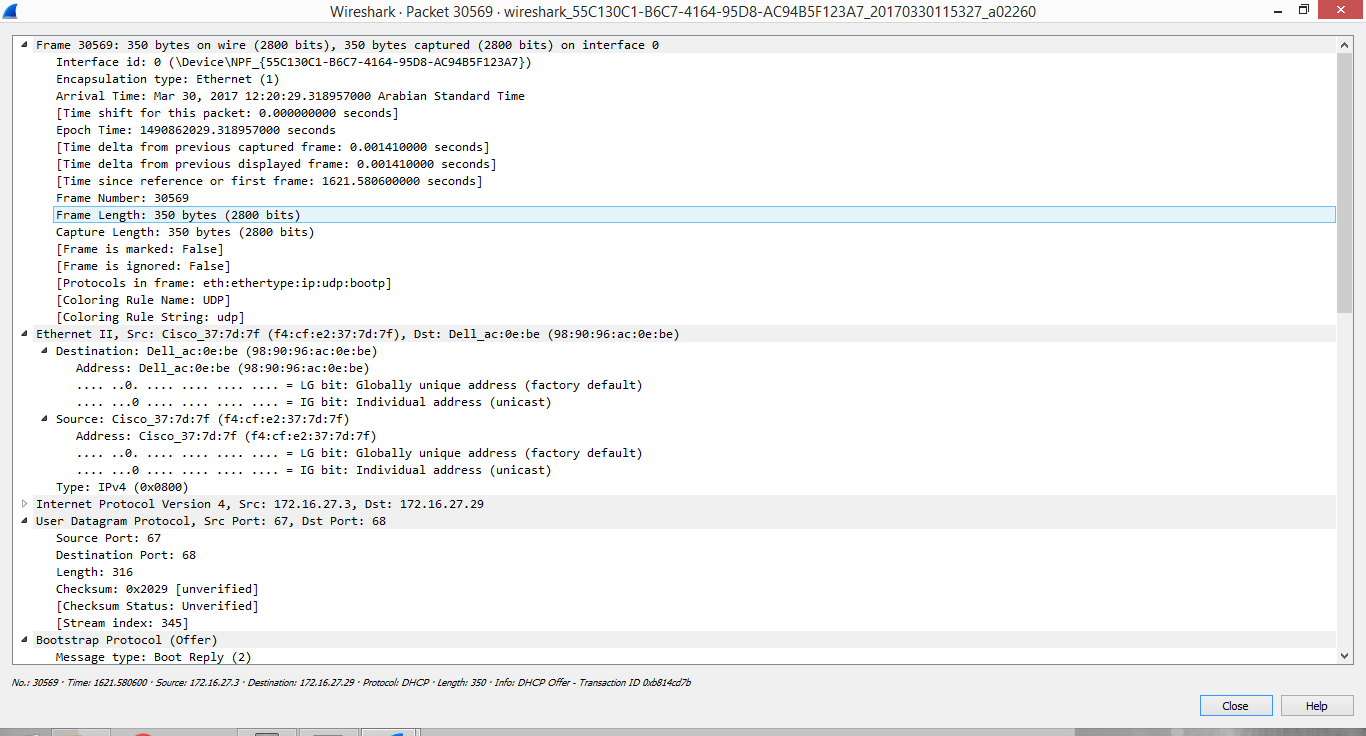 Wireshark · Packet 30569 · wireshark_55C130C1-B6C7-4164-95D8-AC94B5F123A7_20170330115327_a02260
Frame 30569: 350 bytes on wire (2800 bits), 350 bytes captured (2800 bits) on interface 0
Interface id: 0 (\Device\NPF_{55C130C1-B6C7-4164-95D8-AC94B5F123A7})
Encapsulation type: Ethernet (1)
Arrival Time: Mar 30, 2017 12:20:29.318957000 Arabian Standard Time
[Time shift for this packet: 0.000000000 seconds]
Epoch Time: 1490862029.318957000 seconds
[Time delta from previous captured frame: 0.001410000 seconds]
[Time delta from previous displayed frame: 0.001410000 seconds]
[Time since reference or first frame: 1621.580600000 seconds]
Frame Number: 30569
Frame Length: 350 bytes (2800 bits)
Capture Length: 350 bytes (2800 bits)
[Frame is marked: False]
[Frame is ignored: False]
[Protocols in frame: eth:ethertype:ip:udp:bootp]
[Coloring Rule Name: UDP]
[Coloring Rule String: udp]
Ethernet II, Src: Cisco_37:7d:7f (f4:cf:e2:37:7d:7f), Dst: Dell_ac:0e:be (98:90:96:ac:0e:be)
Destination: Dell_ac:0e:be (98:90:96:ac:0e:be)
Address: Dell_ac:0e:be (98:90:96:ac:0e:be)
.... ..0. .... .... .... .... = LG bit: Globally unique address (factory default)
.... ...0 .... .... .... .... = IG bit: Individual address (unicast)
Source: Cisco_37:7d:7f (f4:cf:e2:37:7d:7f)
Address: Cisco_37:7d:7f (f4:cf:e2:37:7d:7f)
.... ..0. .... .... .... .... = LG bit: Globally unique address (factory default)
.... ...0 .... .... .... .... = IG bit: Individual address (unicast)
Type: IPv4 (0x0800)
Internet Protocol Version 4, Src: 172.16.27.3, Dst: 172.16.27.29
User Datagram Protocol, Src Port: 67, Dst Port: 68
Source Port: 67
Destination Port: 68
Length: 316
Checksum: 0x2029 [unverified]
[Checksum Status: Unverified]
[Stream index: 345]
Bootstrap Protocol (Offer)
Message type: Boot Reply (2)
No.: 30569 · Time: 1621.580600 · Source: 172.16.27.3 · Destination: 172.16.27.29 · Protocol: DHCP · Length: 350 · Info: DHCP Offer - Transaction ID 0xb814cd7b
Close
Help